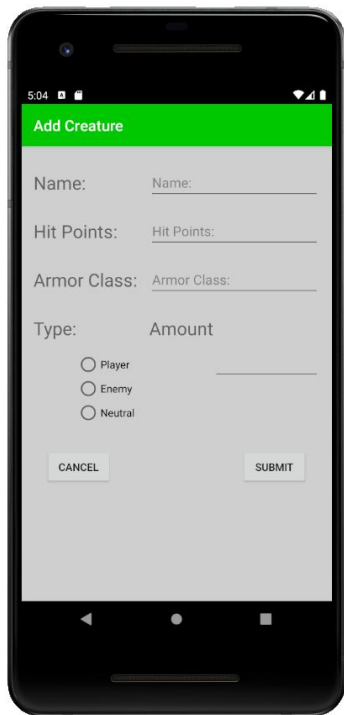 5:04
Add Creature
Name: Name:
Hit Points: Hit Points:
Armor Class: Armor Class:
Type: Amount
Player
Enemy
Neutral
CANCEL SUBMIT